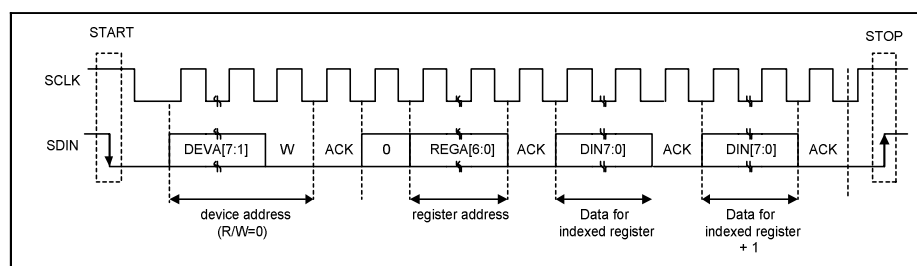 START
STOP
SCLK
SDIN
DEVA[7:1]
W
ACK
0
REGA[6:0]
ACK
DIN7:0]
ACK
DIN[7:0]
ACK
device address
(R/W=0)
register address
Data for
indexed register
Data for
indexed register
+ 1